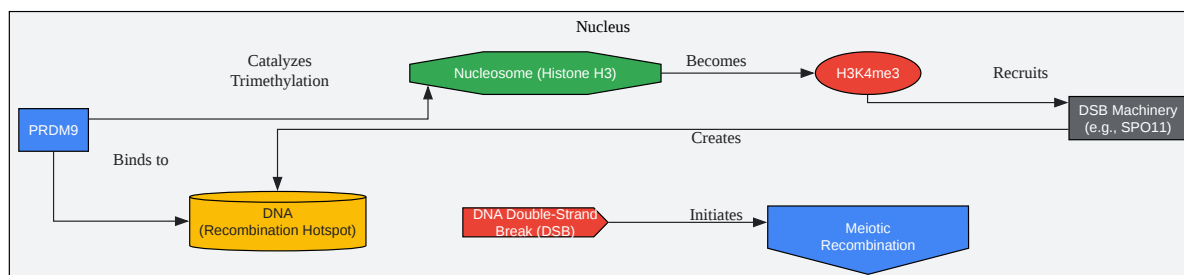 Nucleus
Catalyzes
Trimethylation
Nucleosome (Histone H3)
Becomes
H3K4me3
Recruits
PRDM9
DSB Machinery
(e.g., SPO11)
Creates
Binds to
DNA
(Recombination Hotspot)
DNA Double-Strand
Break (DSB)
Initiates
Meiotic
Recombination